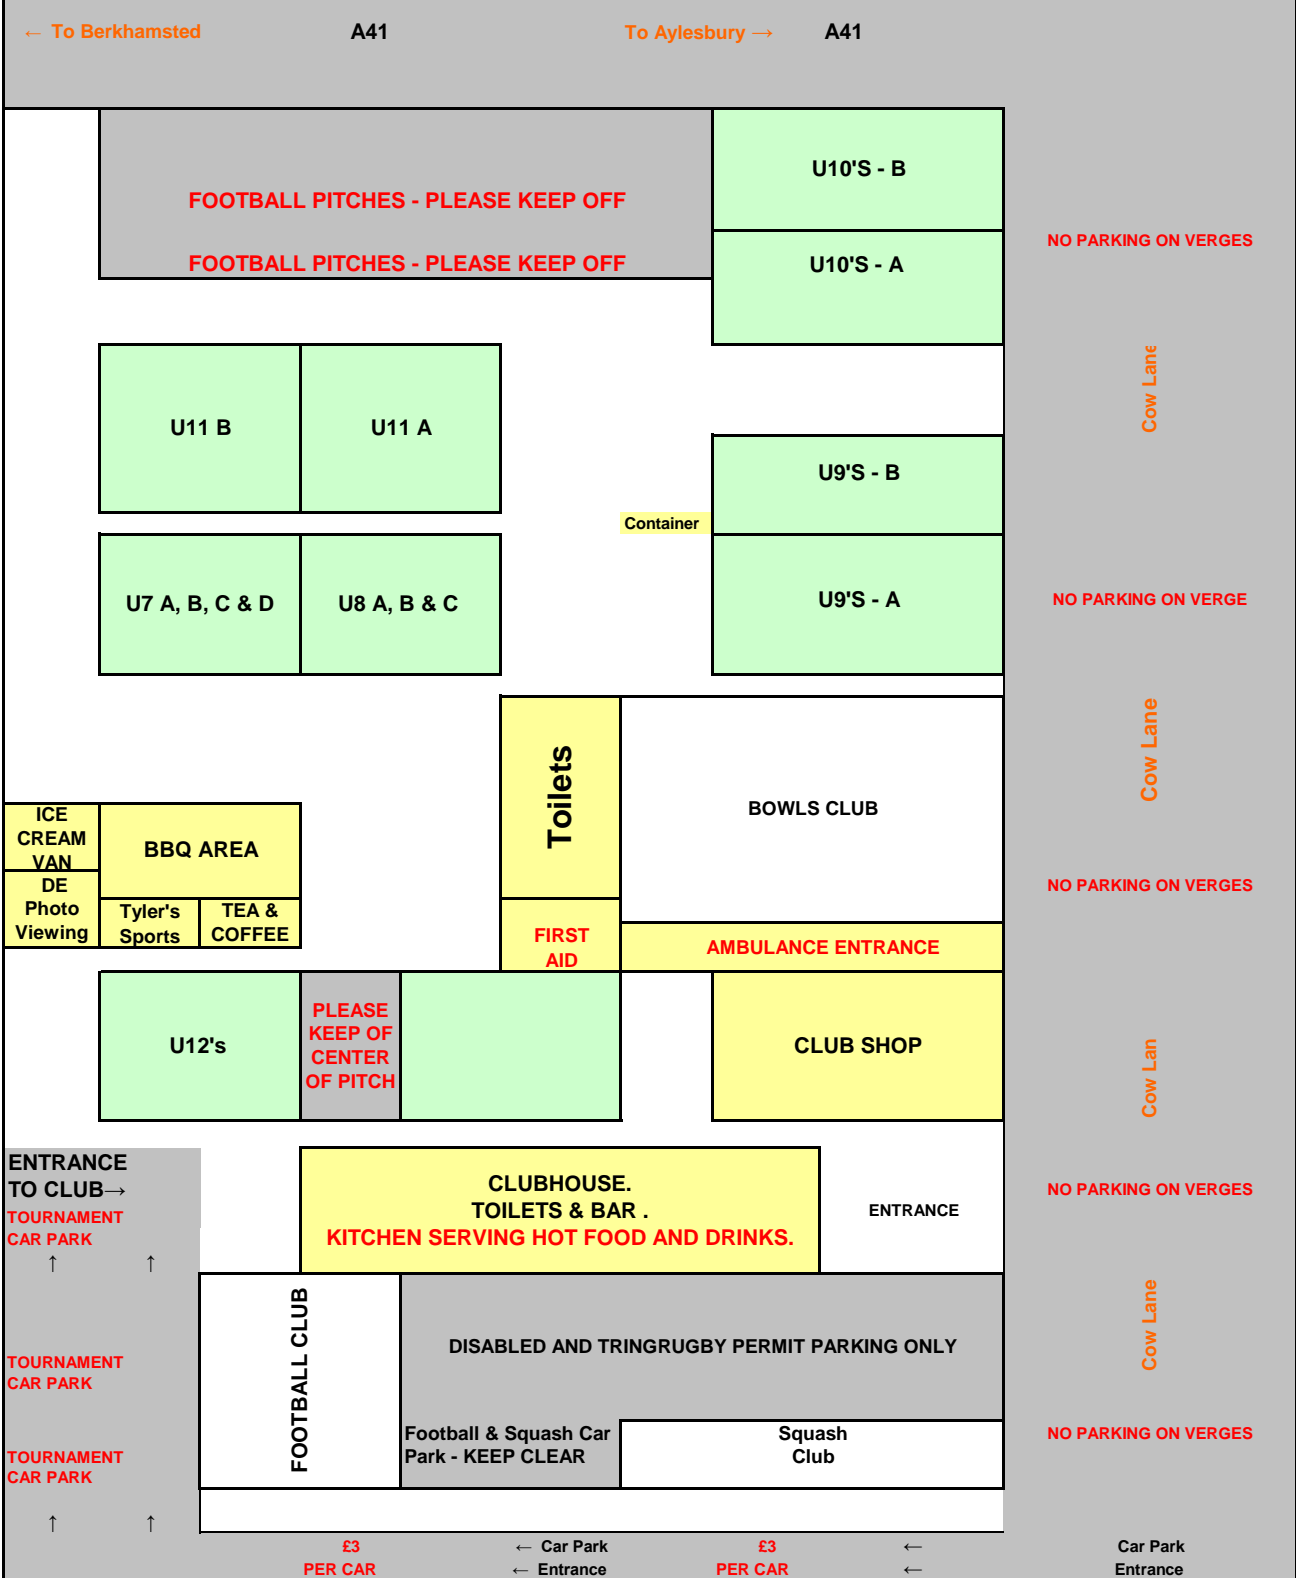 ← To Berkhamsted A41 To Aylesbury → A41
U10'S - B
FOOTBALL PITCHES - PLEASE KEEP OFF
NO PARKING ON VERGES
FOOTBALL PITCHES - PLEASE KEEP OFF
U10'S - A
Cow Lane
U11 B
U11 A
U9'S - B
Container
U7 A, B, C & D
U8 A, B & C
U9'S - A
NO PARKING ON VERGE
Toilets
BOWLS CLUB
Cow Lane
ICE
CREAM
VAN
BBQ AREA
DE
Photo
Viewing
Tyler's
Sports
TEA &
COFFEE
NO PARKING ON VERGES
FIRST
AID
AMBULANCE ENTRANCE
U12's
PLEASE
KEEP OF
CENTER
OF PITCH
CLUB SHOP
Cow Lan
ENTRANCE
TO CLUB→
TOURNAMENT
CAR PARK
↑ ↑
CLUBHOUSE.
TOILETS & BAR .
KITCHEN SERVING HOT FOOD AND DRINKS.
ENTRANCE
NO PARKING ON VERGES
FOOTBALL CLUB
DISABLED AND TRINGRUGBY PERMIT PARKING ONLY
Cow Lane
TOURNAMENT
CAR PARK
Football & Squash Car
Park - KEEP CLEAR
Squash
Club
NO PARKING ON VERGES
TOURNAMENT
CAR PARK
↑ ↑
£3 ← Car Park £3 ← Car Park
PER CAR ← Entrance PER CAR ← Entrance